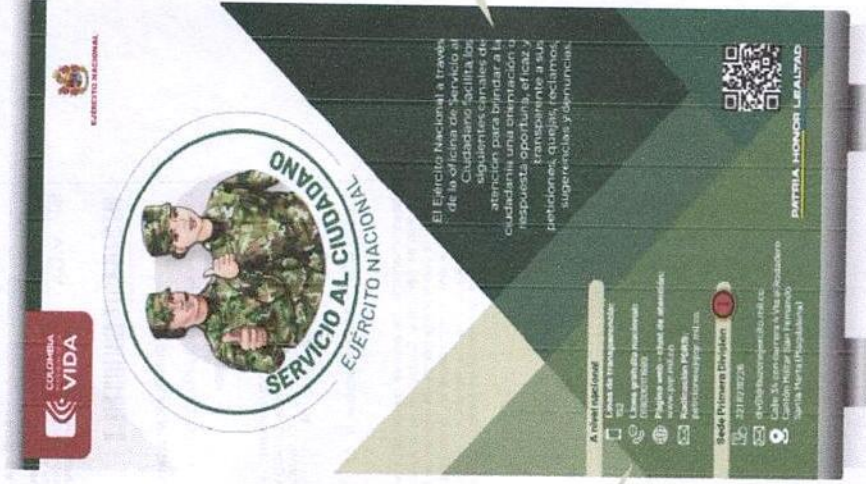 COLOMBIA
VIDA
EJÉRCITO NACIONAL
SERVICIO AL CIUDADANO
EJÉRCITO NACIONAL
El Ejército Nacional a través
de la oficina de Servicio al
Ciudadano facilita los
siguientes canales de
atención para brindar a la
ciudadanía una orientación o
respuesta oportuna, eficaz y
transparente a sus
peticiones, quejas, reclamos,
sugerencias y denuncias.
A nivel nacional
Línea de transparencia:
152
Línea gratuita nacional:
Página web - chat de atención:
Radicación PQRS:
Sede Primera División
Calle 34 con carrera 4 Vía el Rodadero
Cantón Militar San Fernando
Santa Marta (Magdalena)
PATRIA HONOR LEALTAD